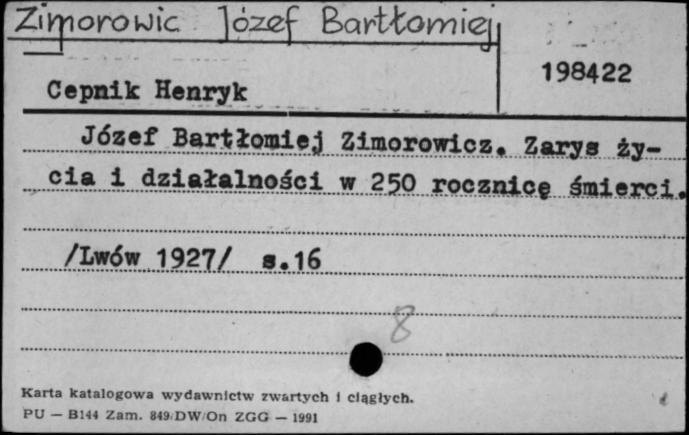 Zimorowic Józef Bartłomiej
198422
Cepnik Henryk
Józef Bartłomiej Zimorowicz. Zarys ży-
cia i działalności w 250 rocznicę śmierci.
/Lwów 1927/ s.16
8
Karta katalogowa wydawnictw zwartych i ciągłych.
PU — B144 Zam. 849/DW/On ZGG — 1991